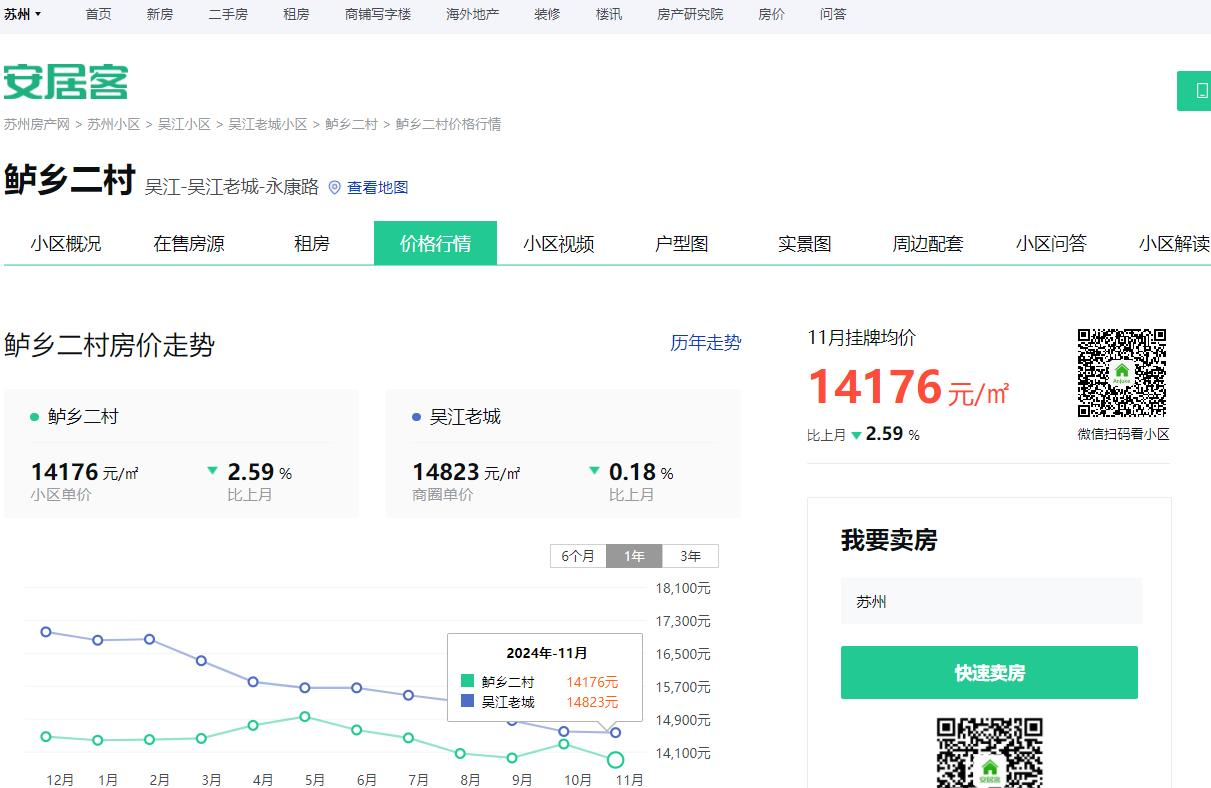 苏州 首页 新房 二手房 租房 商铺写字楼 海外地产 装修 楼讯 房产研究院 房价 问答
安居客
苏州房产网 > 苏州小区 > 吴江小区 > 吴江老城小区 > 鲈乡二村 > 鲈乡二村价格行情
鲈乡二村 吴江-吴江老城-永康路 查看地图
小区概况 在售房源 租房 价格行情 小区视频 户型图 实景图 周边配套 小区问答 小区解读
鲈乡二村房价走势 历年走势
鲈乡二村
14176 元/㎡ 2.59 %
小区单价 比上月
吴江老城
14823 元/㎡ 0.18 %
商圈单价 比上月
6个月 1年 3年
18,100元
17,300元
16,500元
15,700元
14,900元
14,100元
2024年-11月
鲈乡二村 14176元
吴江老城 14823元
12月 1月 2月 3月 4月 5月 6月 7月 8月 9月 10月 11月
11月挂牌均价
14176 元/㎡
比上月 2.59 %
Anjuke
微信扫码看小区
我要卖房
苏州
快速卖房
安居客